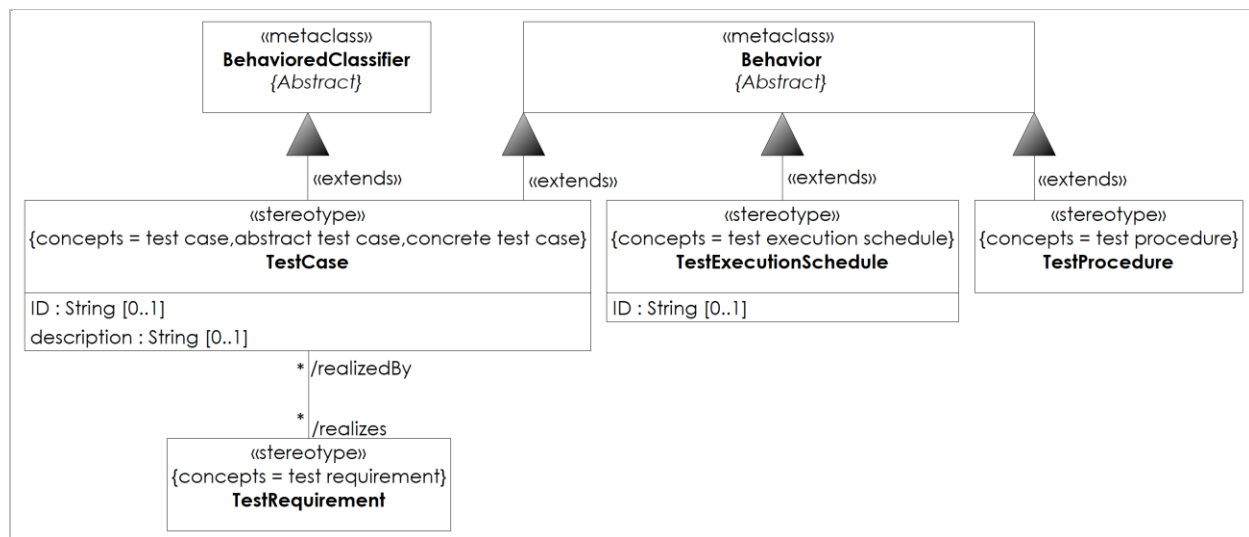 «metaclass»
BehavioredClassifier
{Abstract}
«metaclass»
Behavior
{Abstract}
«extends»
«extends»
«extends»
«extends»
«stereotype»
{concepts = test case,abstract test case,concrete test case}
TestCase
ID : String [0..1]
description : String [0..1]
«stereotype»
{concepts = test execution schedule}
TestExecutionSchedule
ID : String [0..1]
«stereotype»
{concepts = test procedure}
TestProcedure
* /realizedBy
*
/realizes
«stereotype»
{concepts = test requirement}
TestRequirement